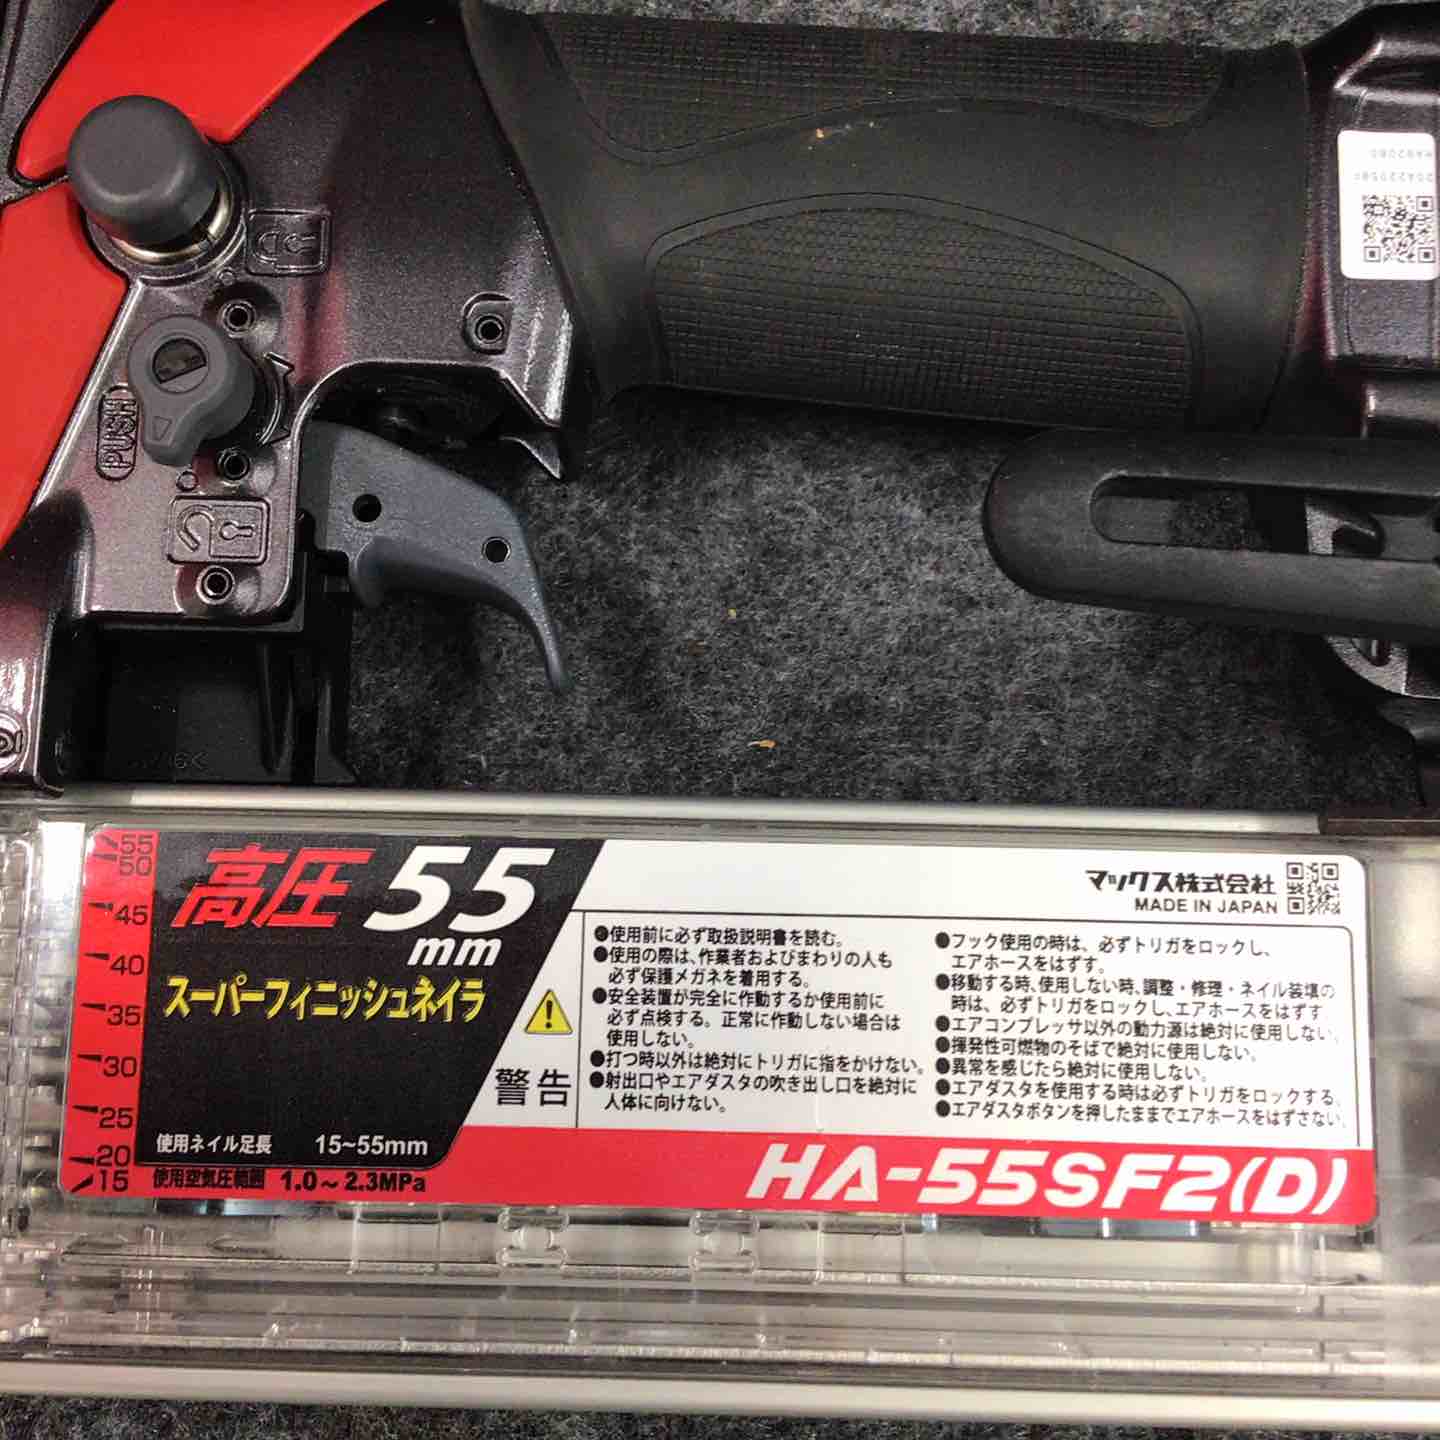 PUSH
55
50
45
40
35
30
25
20
15
高圧 55
mm
スーパーフィニッシュネイラ
使用ネイル足長 15~55mm
使用空気圧範囲 1.0～2.3MPa
警告
マックス株式会社
MADE IN JAPAN
●使用前に必ず取扱説明書を読む。
●使用の際は、作業者およびまわりの人も
必ず保護メガネを着用する。
●安全装置が完全に作動するか使用前に
必ず点検する。正常に作動しない場合は
使用しない。
●打つ時以外は絶対にトリガに指をかけない。
●射出口やエアダスタの吹き出し口を絶対に
人体に向けない。
●フック使用の時は、必ずトリガをロックし、
エアホースをはずす。
●移動する時、使用しない時、調整・修理・ネイル装填の
時は、必ずトリガをロックし、エアホースをはずす
●エアコンプレッサ以外の動力源は絶対に使用しない。
●揮発性可燃物のそばで絶対に使用しない。
●異常を感じたら絶対に使用しない。
●エアダスタを使用する時は必ずトリガをロックする。
●エアダスタボタンを押したままでエアホースをはずさない。
HA-55SF2(D)